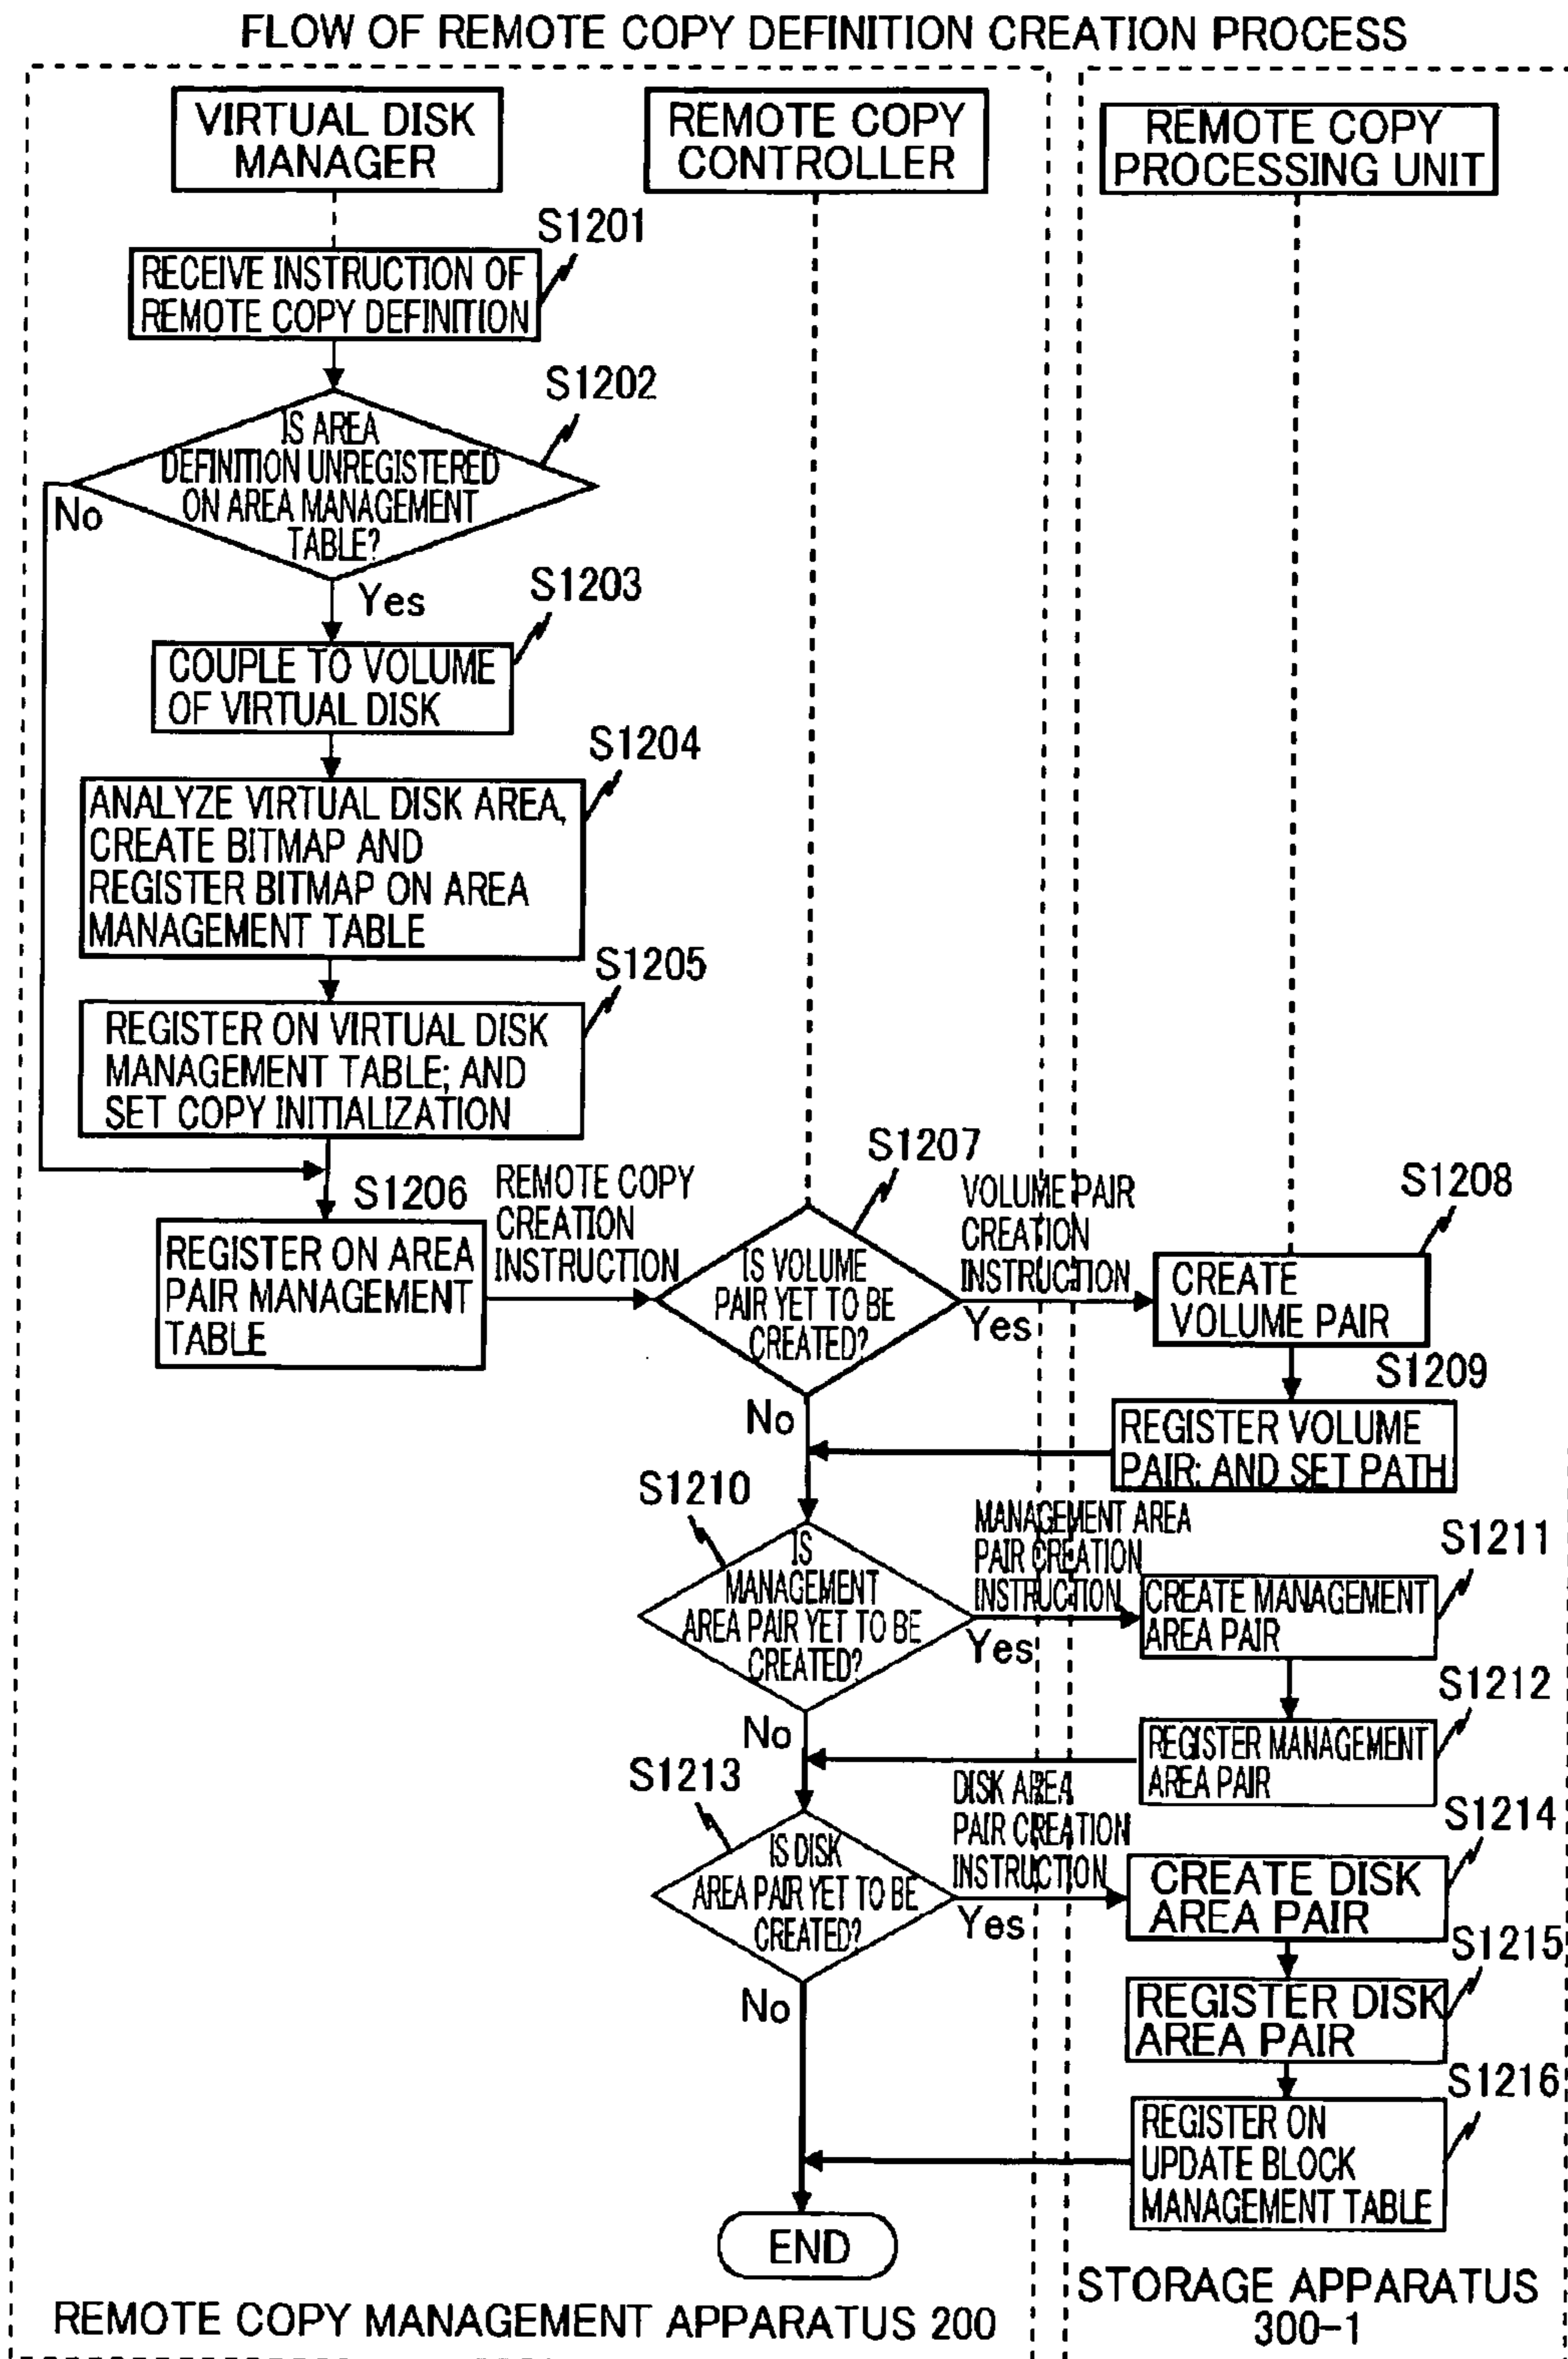 FLOW OF REMOTE COPY DEFINITION CREATION PROCESS
VIRTUAL DISK
MANAGER
REMOTE COPY
CONTROLLER
REMOTE COPY
PROCESSING UNIT
S1201
RECEIVE INSTRUCTION OF
REMOTE COPY DEFINITION
S1202
IS AREA
DEFINITION UNREGISTERED
ON AREA MANAGEMENT
TABLE?
No
Yes
S1203
COUPLE TO VOLUME
OF VIRTUAL DISK
S1204
ANALYZE VIRTUAL DISK AREA,
CREATE BITMAP AND
REGISTER BITMAP ON AREA
MANAGEMENT TABLE
S1205
REGISTER ON VIRTUAL DISK
MANAGEMENT TABLE; AND
SET COPY INITIALIZATION
S1206
REGISTER ON AREA
PAIR MANAGEMENT
TABLE
REMOTE COPY
CREATION
INSTRUCTION
S1207
IS VOLUME
PAIR YET TO BE
CREATED?
VOLUME PAIR
CREATION
INSTRUCTION
Yes
No
S1208
CREATE
VOLUME PAIR
S1209
REGISTER VOLUME
PAIR; AND SET PATH
S1210
IS
MANAGEMENT
AREA PAIR YET TO BE
CREATED?
MANAGEMENT AREA
PAIR CREATION
INSTRUCTION
Yes
No
S1211
CREATE MANAGEMENT
AREA PAIR
S1212
REGISTER MANAGEMENT
AREA PAIR
S1213
IS DISK
AREA PAIR YET TO BE
CREATED?
DISK AREA
PAIR CREATION
INSTRUCTION
Yes
No
S1214
CREATE DISK
AREA PAIR
S1215
REGISTER DISK
AREA PAIR
S1216
REGISTER ON
UPDATE BLOCK
MANAGEMENT TABLE
END
REMOTE COPY MANAGEMENT APPARATUS 200
STORAGE APPARATUS
300-1